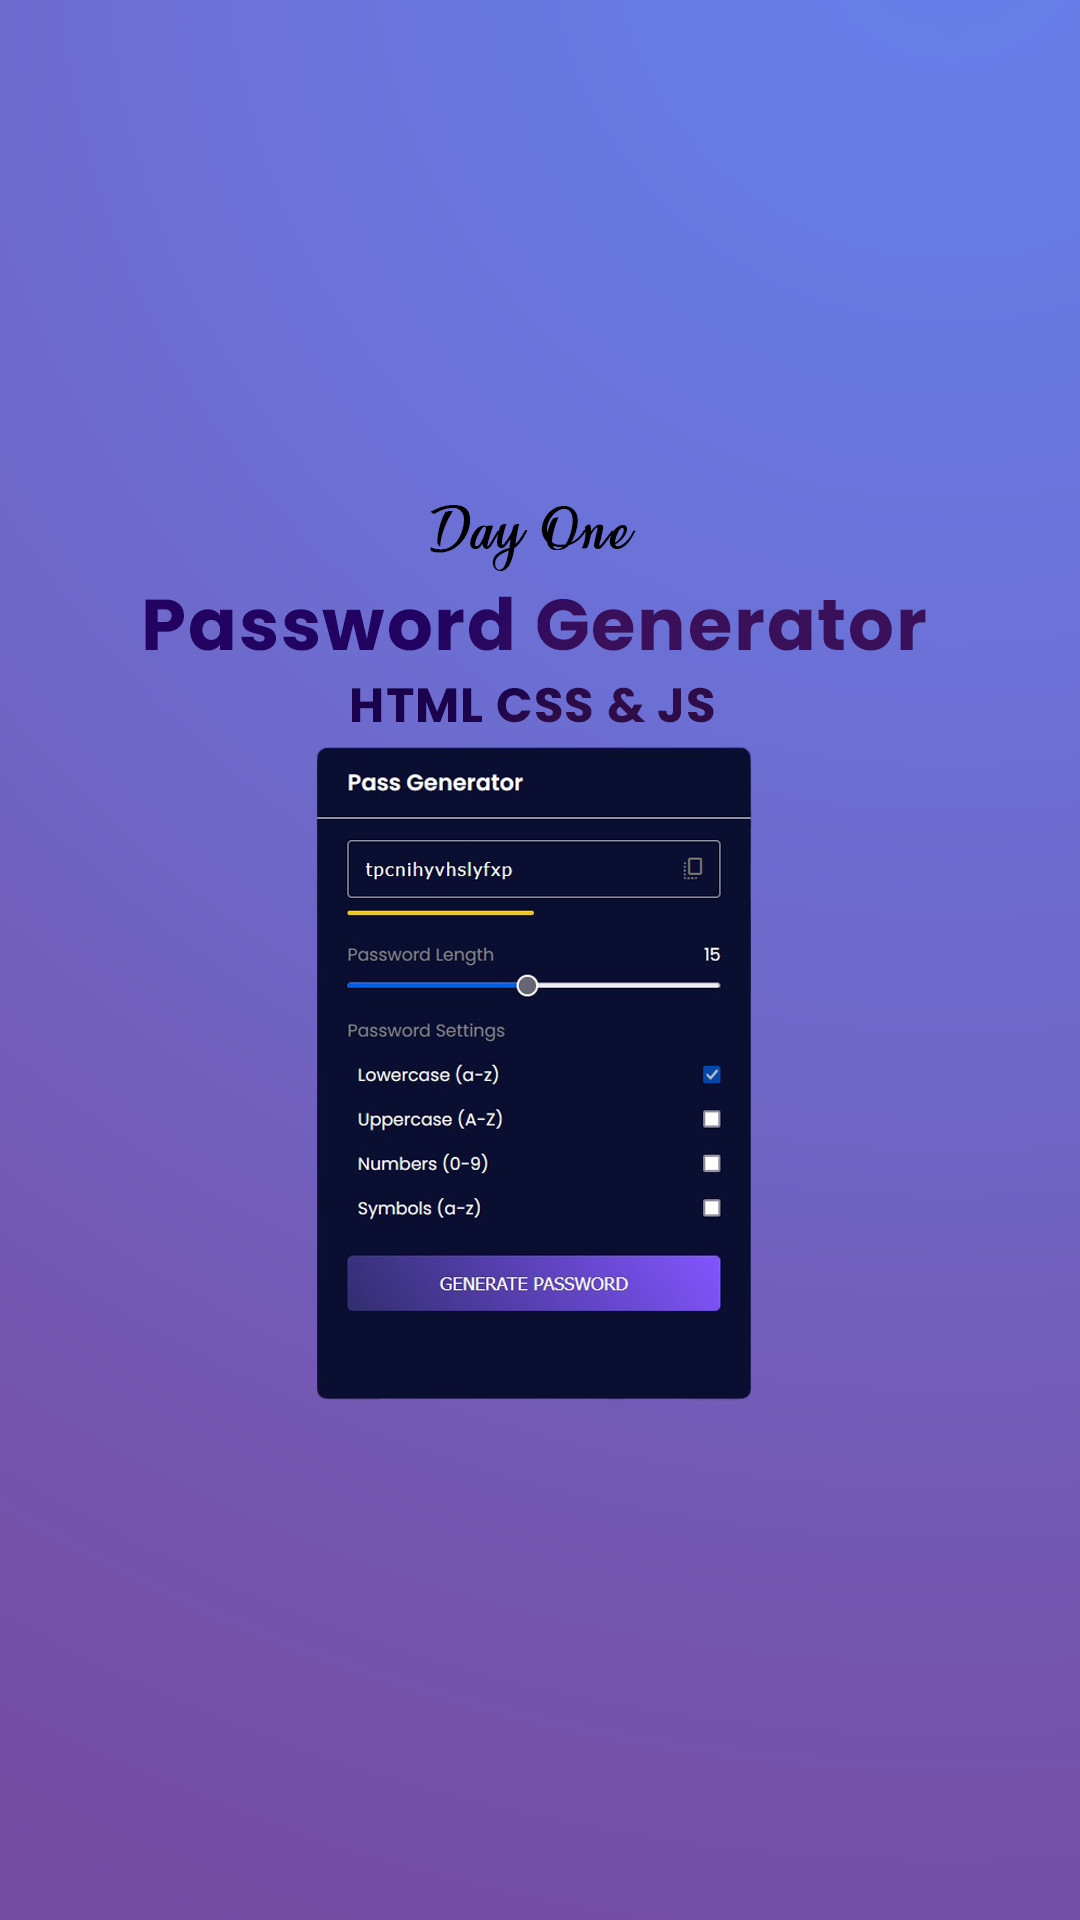 Day One
Password Generator
HTML CSS & JS
Pass Generator
tpcnihyvhslyfxp
Password Length 15
Password Settings
Lowercase (a-z)
Uppercase (A-Z)
Numbers (0-9)
Symbols (a-z)
GENERATE PASSWORD